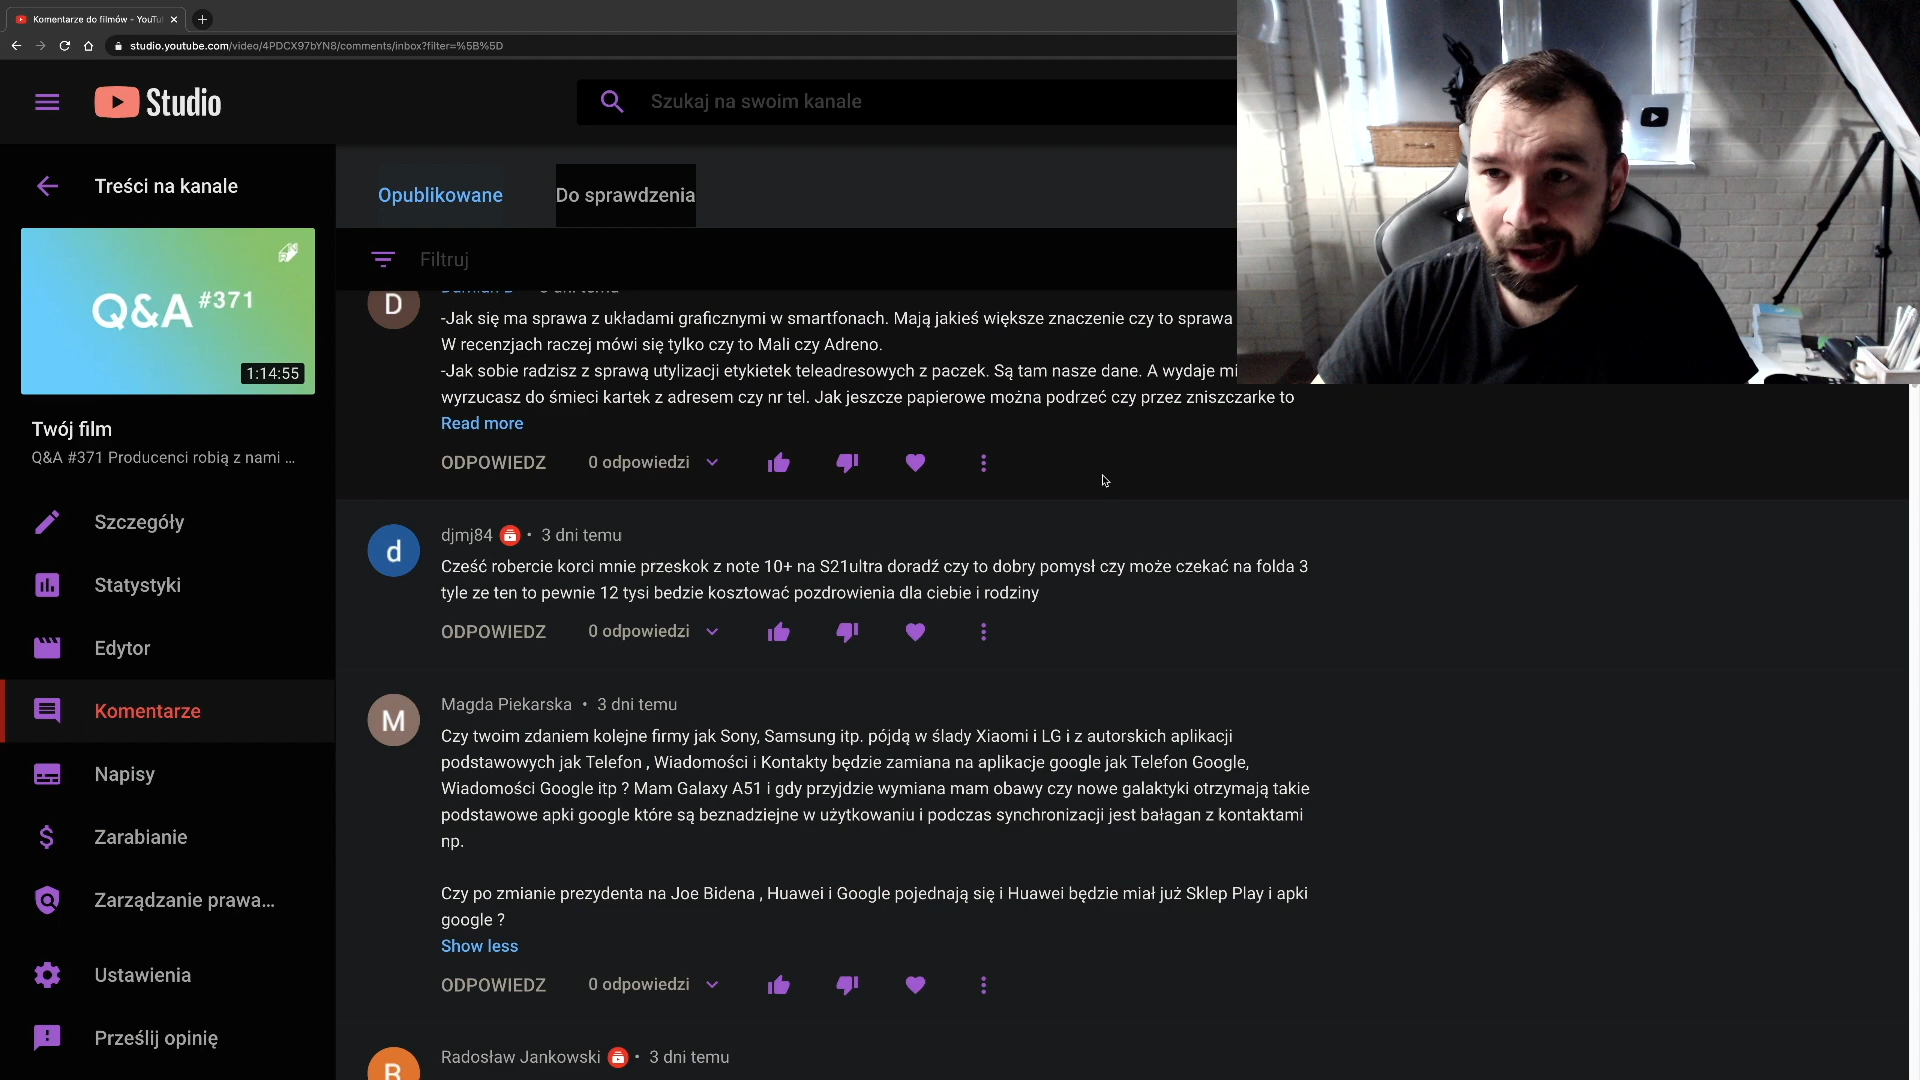 Komentarze do filmów - YouTu
studio.youtube.com/video/4PDCX97bYN8/comments/inbox?filter=%5B%5D
Studio
Szukaj na swoim kanale
Treści na kanale
Opublikowane
Do sprawdzenia
Filtruj
Q&A #371
1:14:55
Twój film
Q&A #371 Producenci robią z nami ...
Szczegóły
Statystyki
Edytor
Komentarze
Napisy
Zarabianie
Zarządzanie prawa...
Ustawienia
Prześlij opinię
D
-Jak się ma sprawa z układami graficznymi w smartfonach. Mają jakieś większe znaczenie czy to sprawa
W recenzjach raczej mówi się tylko czy to Mali czy Adreno.
-Jak sobie radzisz z sprawą utylizacji etykietek teleadresowych z paczek. Są tam nasze dane. A wydaje mi
wyrzucasz do śmieci kartek z adresem czy nr tel. Jak jeszcze papierowe można podrzeć czy przez zniszczarke to
Read more
ODPOWIEDZ 0 odpowiedzi
d
djmj84 • 3 dni temu
Cześć robercie korci mnie przeskok z note 10+ na S21ultra doradź czy to dobry pomysł czy może czekać na folda 3
tyle ze ten to pewnie 12 tysi bedzie kosztować pozdrowienia dla ciebie i rodziny
ODPOWIEDZ 0 odpowiedzi
M
Magda Piekarska • 3 dni temu
Czy twoim zdaniem kolejne firmy jak Sony, Samsung itp. pójdą w ślady Xiaomi i LG i z autorskich aplikacji
podstawowych jak Telefon , Wiadomości i Kontakty będzie zamiana na aplikacje google jak Telefon Google,
Wiadomości Google itp ? Mam Galaxy A51 i gdy przyjdzie wymiana mam obawy czy nowe galaktyki otrzymają takie
podstawowe apki google które są beznadziejne w użytkowaniu i podczas synchronizacji jest bałagan z kontaktami
np.
Czy po zmianie prezydenta na Joe Bidena , Huawei i Google pojednają się i Huawei będzie miał już Sklep Play i apki
google ?
Show less
ODPOWIEDZ 0 odpowiedzi
R
Radosław Jankowski • 3 dni temu